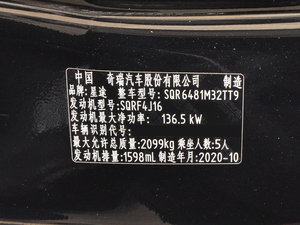 中国 奇瑞汽车股份有限公司 制造
品牌:星途 整车型号:SQR6481M32TT9
发动机型号:SQRF4J16
发动机最大净功率: 136.5 kW
车辆识别代号:
最大允许总质量:2099kg 乘坐人数:5人
发动机排量:1598mL 制造年月:2020-10